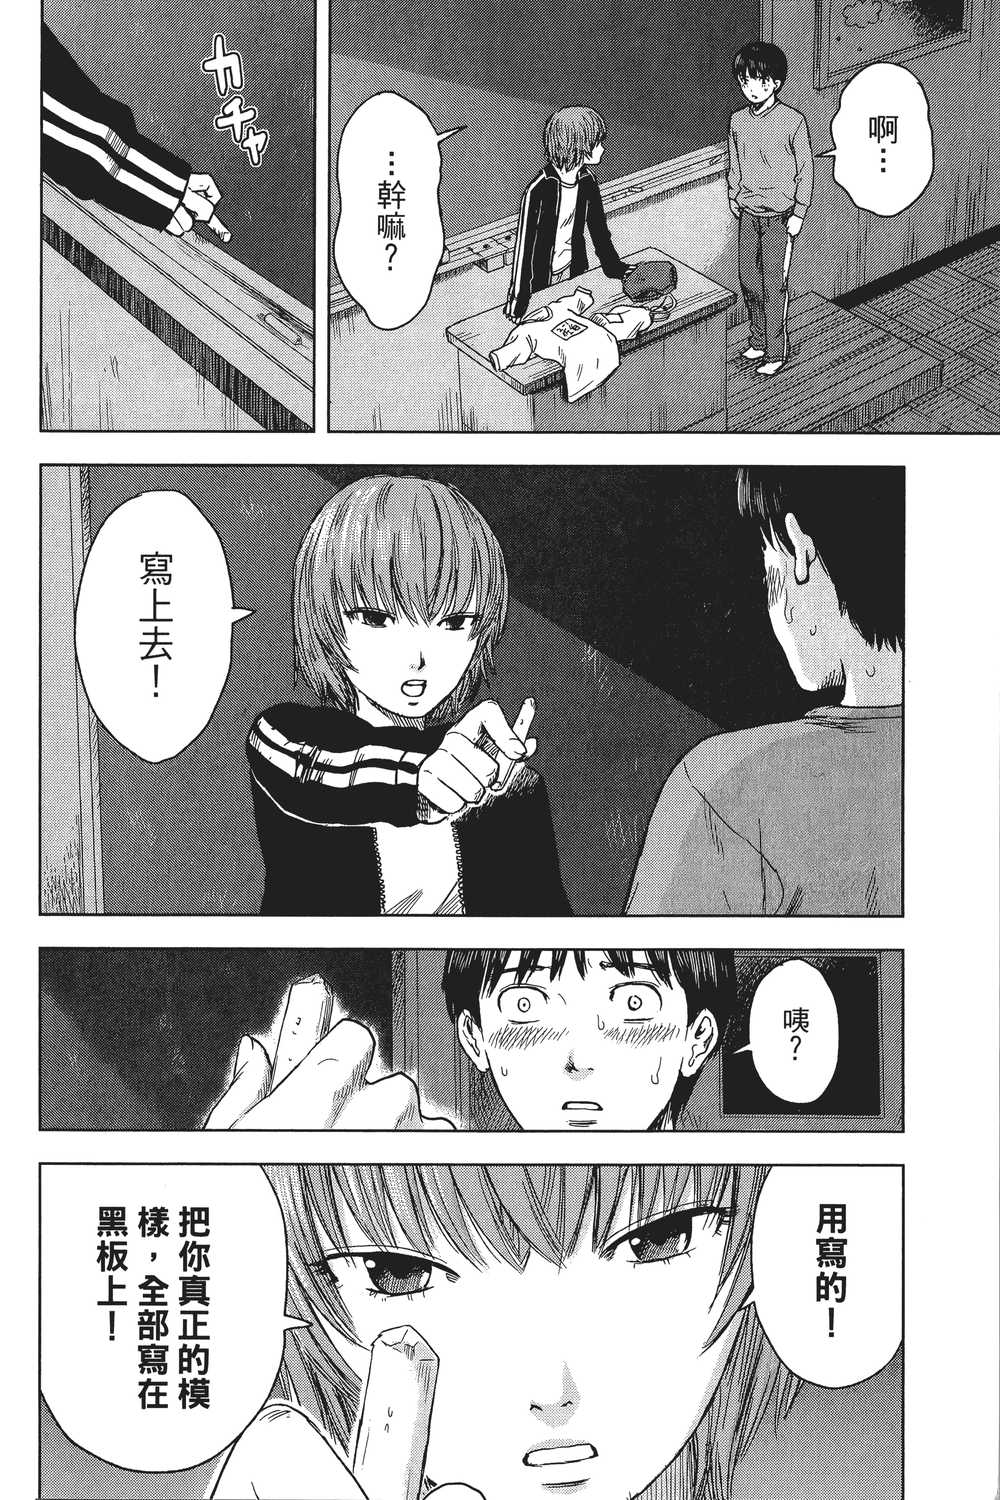 啊…
…幹嘛？
カチャ
寫上去！
咦？
用寫的！
把你真正的模
樣，全部寫在
黑板上！